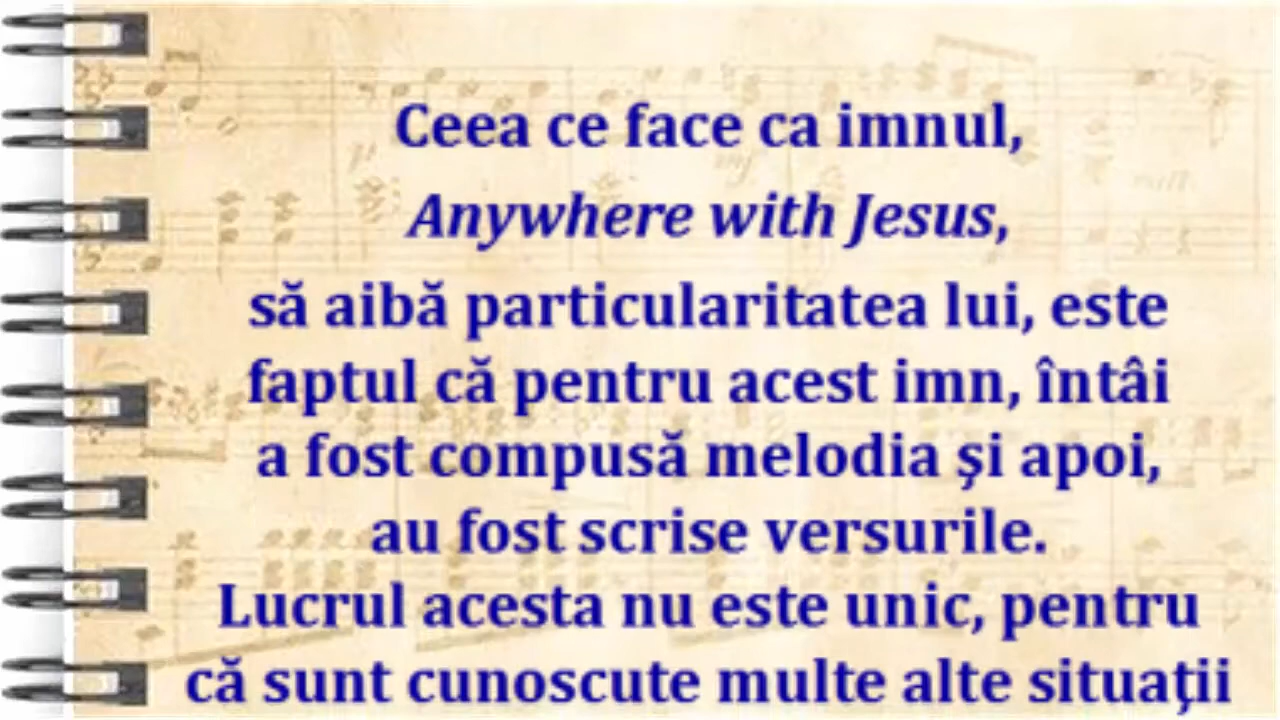 Ceea ce face ca imnul,
Anywhere with Jesus,
să aibă particularitatea lui, este
faptul că pentru acest imn, întâi
a fost compusă melodia şi apoi,
au fost scrise versurile.
Lucrul acesta nu este unic, pentru
că sunt cunoscute multe alte situaţii